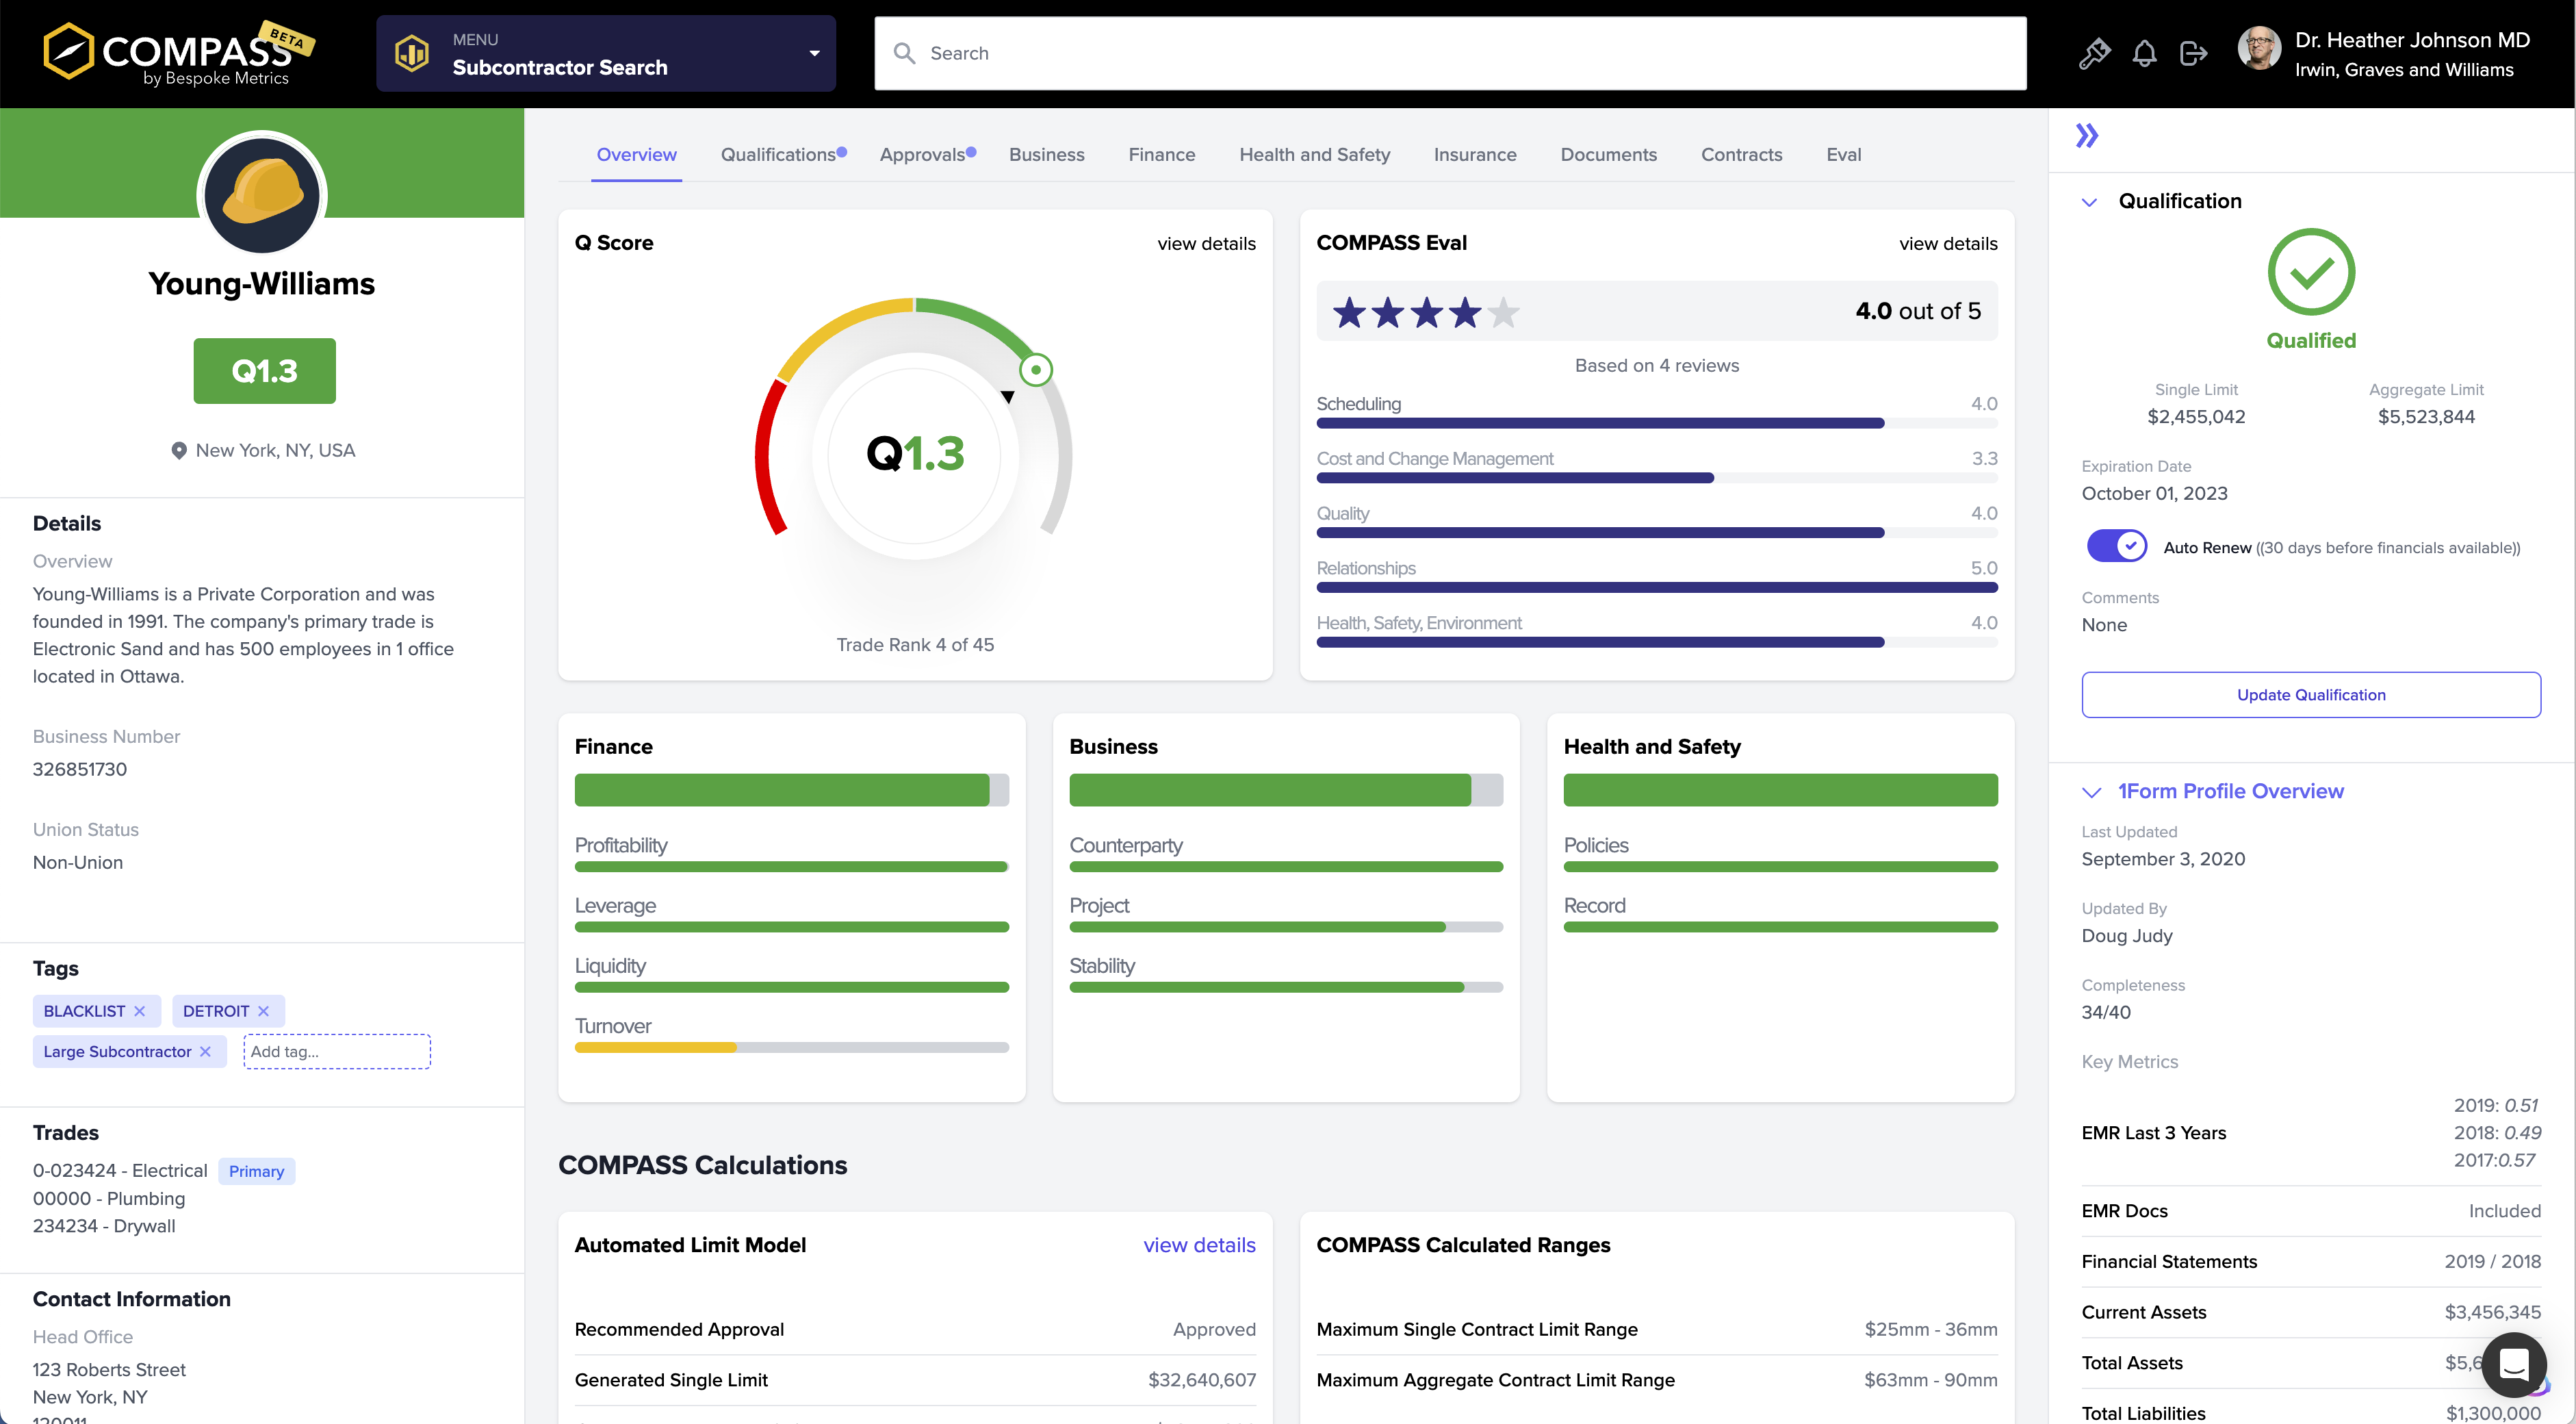 COMPASS
BETA
by Bespoke Metrics
MENU
Subcontractor Search
Search
Dr. Heather Johnson MD
Irwin, Graves and Williams
Young-Williams
Q1.3
New York, NY, USA
Details
Overview
Young-Williams is a Private Corporation and was
founded in 1991. The company's primary trade is
Electronic Sand and has 500 employees in 1 office
located in Ottawa.
Business Number
326851730
Union Status
Non-Union
Tags
BLACKLIST
DETROIT
Large Subcontractor
Add tag...
Trades
0-023424 - Electrical Primary
00000 - Plumbing
234234 - Drywall
Contact Information
Head Office
123 Roberts Street
New York, NY
Overview Qualifications Approvals Business Finance Health and Safety Insurance Documents Contracts Eval
Q Score view details
Q1.3
Trade Rank 4 of 45
COMPASS Eval view details
4.0 out of 5
Based on 4 reviews
Scheduling 4.0
Cost and Change Management 3.3
Quality 4.0
Relationships 5.0
Health, Safety, Environment 4.0
Finance
Profitability
Leverage
Liquidity
Turnover
Business
Counterparty
Project
Stability
Health and Safety
Policies
Record
COMPASS Calculations
Automated Limit Model view details
Recommended Approval Approved
Generated Single Limit $32,640,607
COMPASS Calculated Ranges
Maximum Single Contract Limit Range $25mm - 36mm
Maximum Aggregate Contract Limit Range $63mm - 90mm
Qualification
Qualified
Single Limit
$2,455,042
Aggregate Limit
$5,523,844
Expiration Date
October 01, 2023
Auto Renew ((30 days before financials available))
Comments
None
Update Qualification
1Form Profile Overview
Last Updated
September 3, 2020
Updated By
Doug Judy
Completeness
34/40
Key Metrics
EMR Last 3 Years
2019: 0.51
2018: 0.49
2017:0.57
EMR Docs Included
Financial Statements 2019 / 2018
Current Assets $3,456,345
Total Assets
Total Liabilities $1,300,000